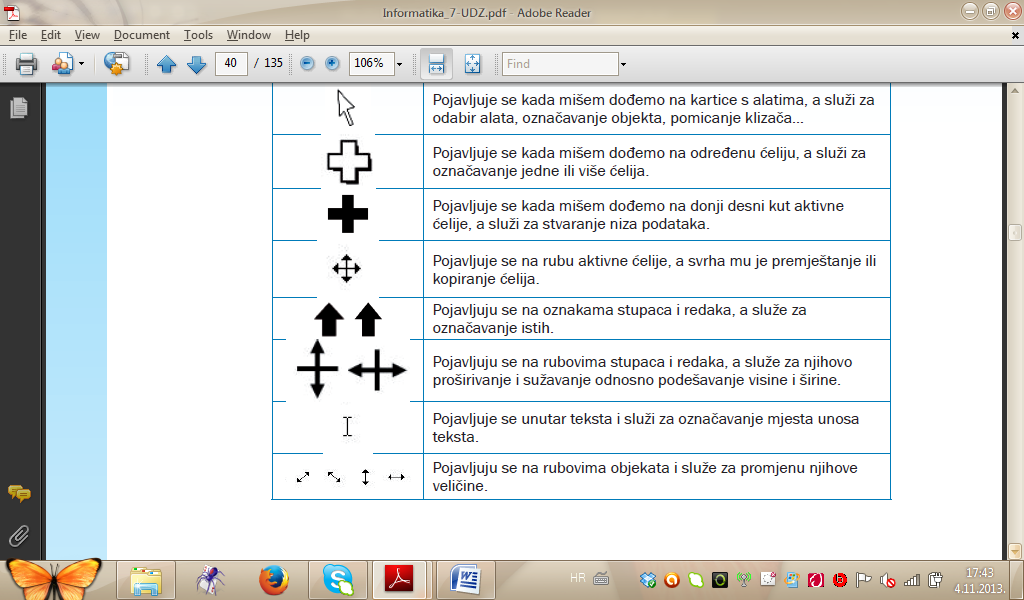 Informatika_7-UDZ.pdf - Adobe Reader
File Edit View Document Tools Window Help
40 / 135 106% Find
Pojavljuje se kada mišem dođemo na kartice s alatima, a služi za
odabir alata, označavanje objekta, pomicanje klizača...
Pojavljuje se kada mišem dođemo na određenu ćeliju, a služi za
označavanje jedne ili više ćelija.
Pojavljuje se kada mišem dođemo na donji desni kut aktivne
ćelije, a služi za stvaranje niza podataka.
Pojavljuje se na rubu aktivne ćelije, a svrha mu je premještanje ili
kopiranje ćelija.
Pojavljuju se na oznakama stupaca i redaka, a služe za
označavanje istih.
Pojavljuju se na rubovima stupaca i redaka, a služe za njihovo
proširivanje i sužavanje odnosno podešavanje visine i širine.
Pojavljuje se unutar teksta i služi za označavanje mjesta unosa
teksta.
Pojavljuju se na rubovima objekata i služe za promjenu njihove
veličine.
HR
17:43
4.11.2013.